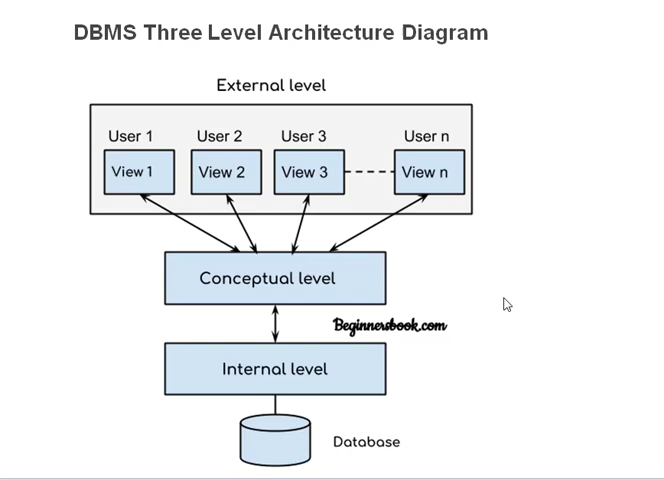 DBMS Three Level Architecture Diagram
External level
User 1 User 2 User 3 User n
View 1 View 2 View 3 View n
Conceptual level
Beginnersbook.com
Internal level
Database